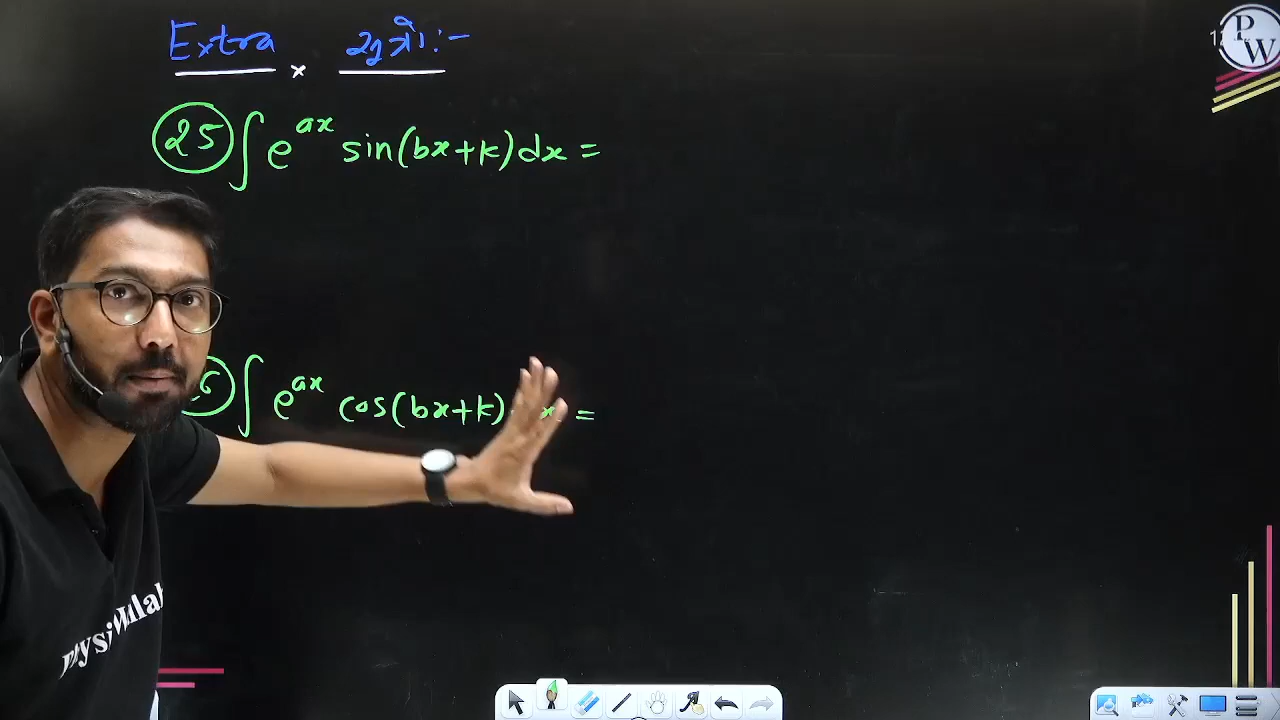 Extra सूत्रो :-
25 ∫ e^ax sin(bx+k) dx =
∫ e^ax cos(bx+k) =
PW